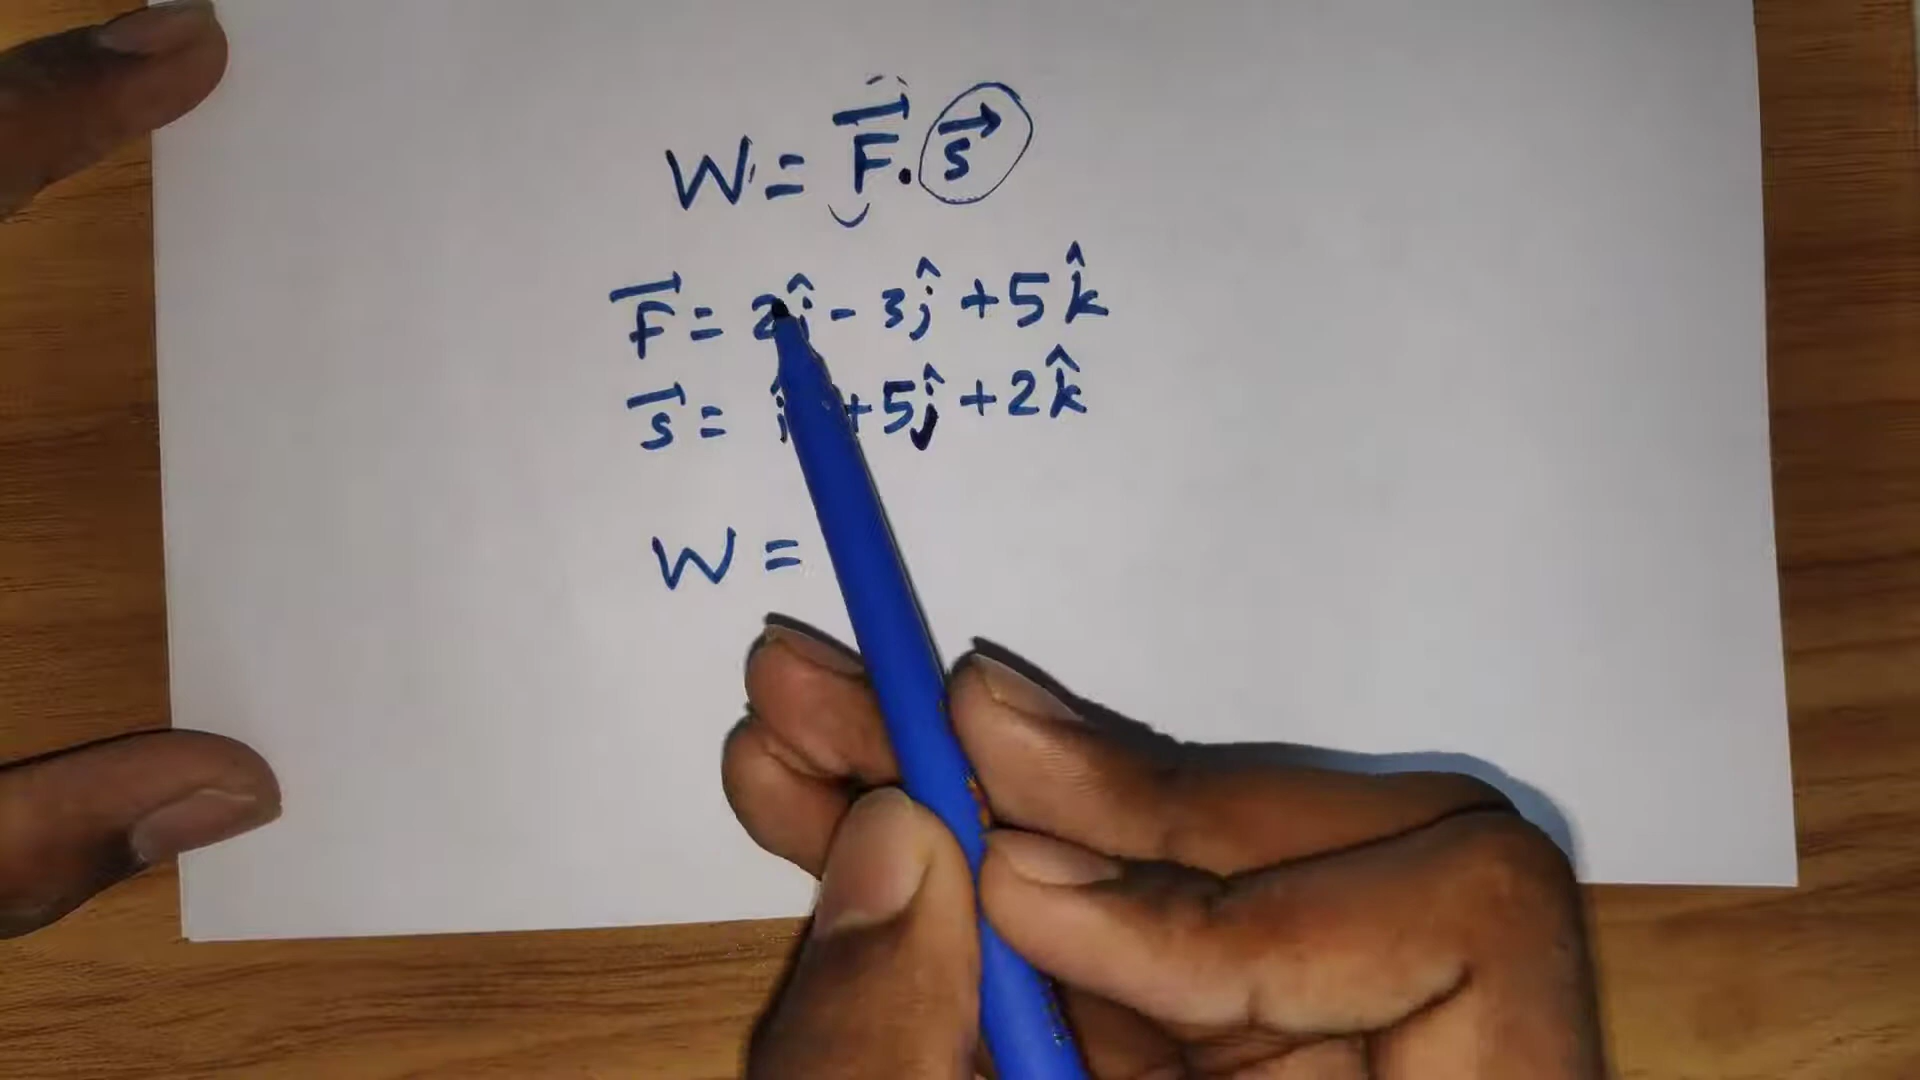 W = F⃗ . s⃗
F⃗ = 2î - 3ĵ + 5k̂
s⃗ = î + 5ĵ + 2k̂
W =